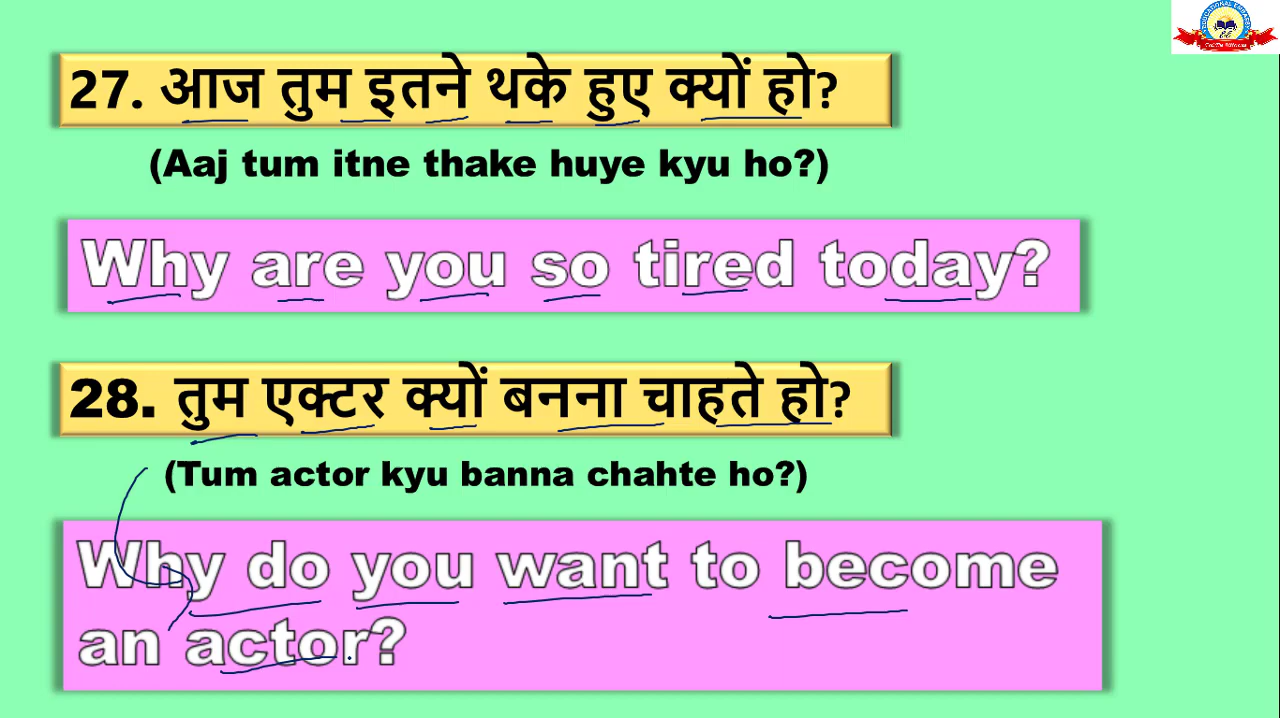 27. आज तुम इतने थके हुए क्यों हो?
(Aaj tum itne thake huye kyu ho?)
Why are you so tired today?
28. तुम एक्टर क्यों बनना चाहते हो?
(Tum actor kyu banna chahte ho?)
Why do you want to become
an actor?